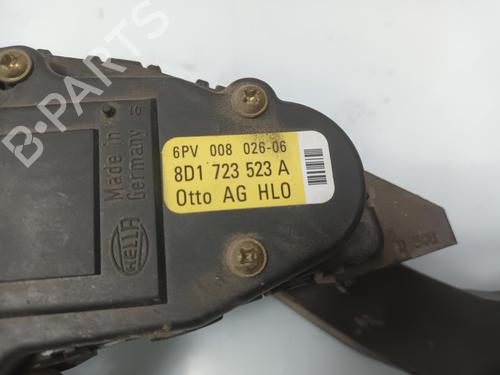 B-PARTS
6PV 008 026-06
8D1 723 523 A
Otto AG HLO
Made in
Germany
HELLA